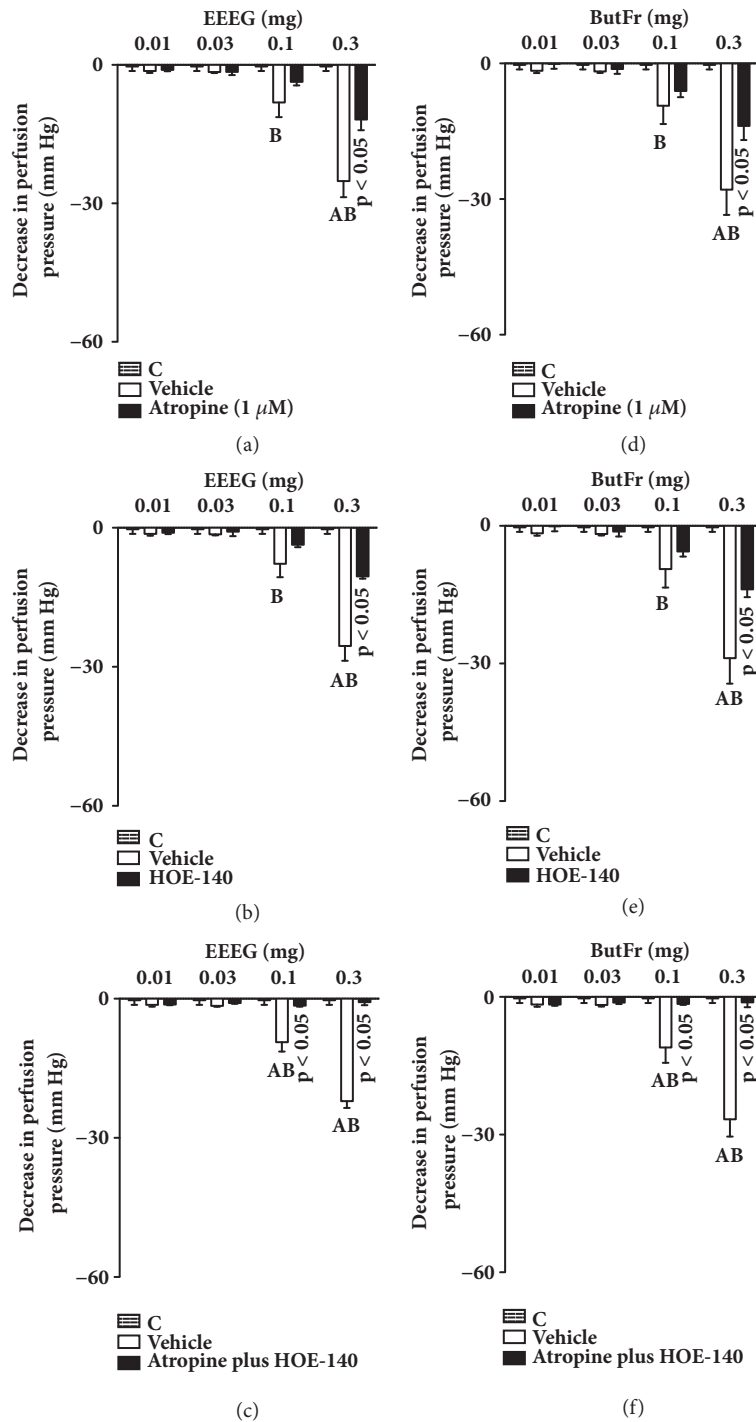 EEEG (mg)
0.01 0.03 0.1 0.3
0
−30
−60
Decrease in perfusion
pressure (mm Hg)
B
AB
p < 0.05
C
Vehicle
Atropine (1 μM)
(a)
ButFr (mg)
0.01 0.03 0.1 0.3
0
−30
−60
Decrease in perfusion
pressure (mm Hg)
B
AB
p < 0.05
C
Vehicle
Atropine (1 μM)
(d)
EEEG (mg)
0.01 0.03 0.1 0.3
0
−30
−60
Decrease in perfusion
pressure (mm Hg)
B
AB
p < 0.05
C
Vehicle
HOE-140
(b)
ButFr (mg)
0.01 0.03 0.1 0.3
0
−30
−60
Decrease in perfusion
pressure (mm Hg)
B
AB
p < 0.05
C
Vehicle
HOE-140
(e)
EEEG (mg)
0.01 0.03 0.1 0.3
0
−30
−60
Decrease in perfusion
pressure (mm Hg)
AB
p < 0.05
AB
p < 0.05
C
Vehicle
Atropine plus HOE-140
(c)
ButFr (mg)
0.01 0.03 0.1 0.3
0
−30
−60
Decrease in perfusion
pressure (mm Hg)
AB
p < 0.05
AB
p < 0.05
C
Vehicle
Atropine plus HOE-140
(f)